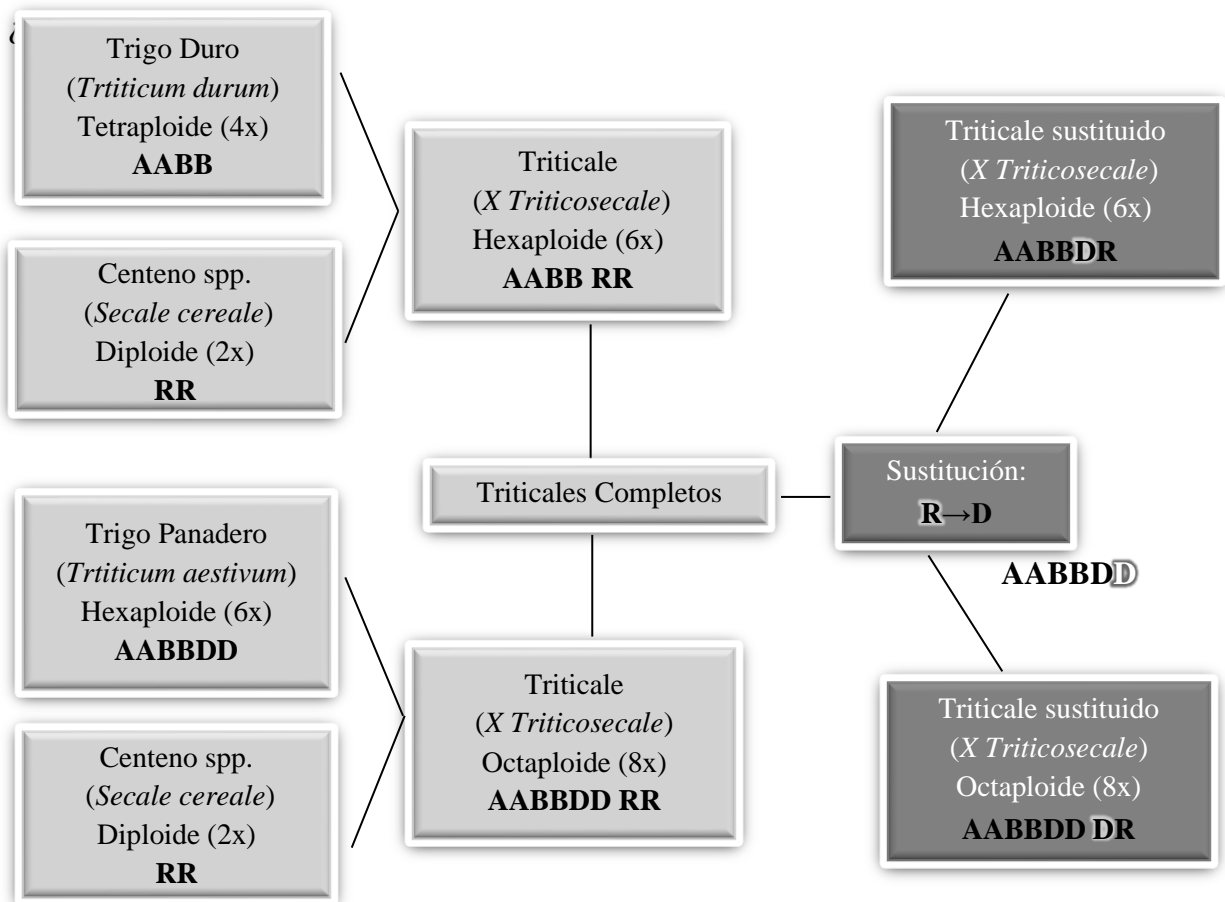 ¿
Trigo Duro
(Trtiticum durum)
Tetraploide (4x)
AABB
Centeno spp.
(Secale cereale)
Diploide (2x)
RR
Triticale
(X Triticosecale)
Hexaploide (6x)
AABB RR
Triticale sustituido
(X Triticosecale)
Hexaploide (6x)
AABBDR
Triticales Completos
Sustitución:
R→D
AABBDD
Trigo Panadero
(Trtiticum aestivum)
Hexaploide (6x)
AABBDD
Centeno spp.
(Secale cereale)
Diploide (2x)
RR
Triticale
(X Triticosecale)
Octaploide (8x)
AABBDD RR
Triticale sustituido
(X Triticosecale)
Octaploide (8x)
AABBDD DR